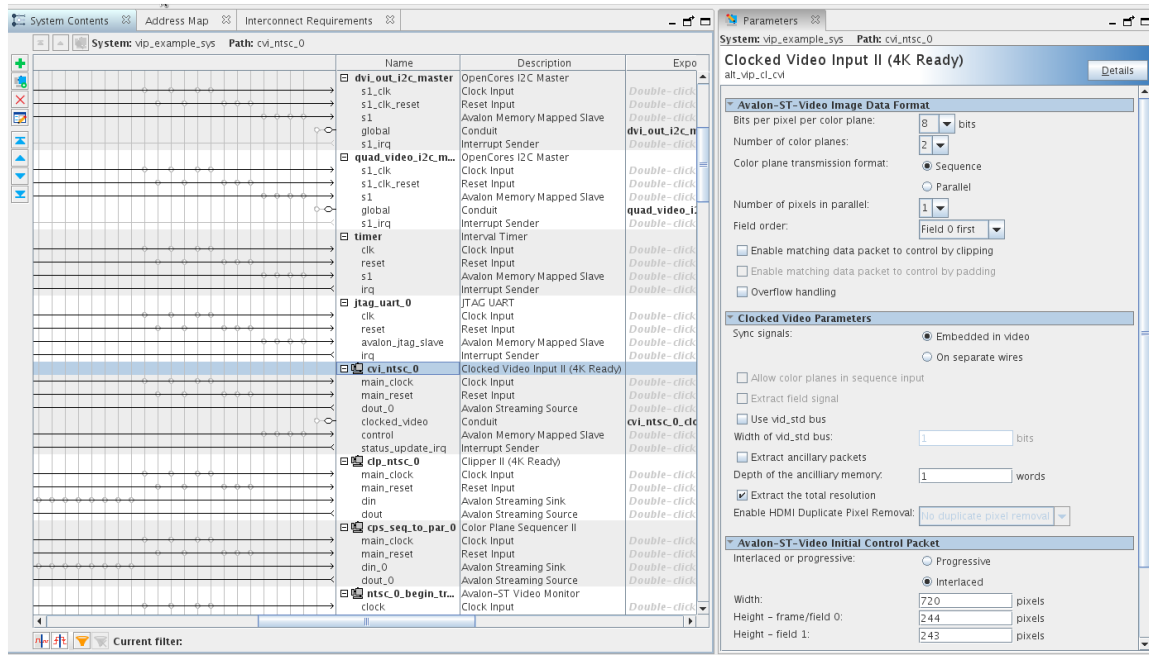 System Contents
Address Map
Interconnect Requirements
System: vip_example_sys Path: cvi_ntsc_0
Name Description Expo
dvi_out_i2c_master OpenCores I2C Master
s1_clk Clock Input Double-click
s1_clk_reset Reset Input Double-click
s1 Avalon Memory Mapped Slave Double-click
global Conduit dvi_out_i2c_m
s1_irq Interrupt Sender Double-click
quad_video_i2c_m... OpenCores I2C Master
s1_clk Clock Input Double-click
s1_clk_reset Reset Input Double-click
s1 Avalon Memory Mapped Slave Double-click
global Conduit quad_video_i2
s1_irq Interrupt Sender Double-click
timer Interval Timer
clk Clock Input Double-click
reset Reset Input Double-click
s1 Avalon Memory Mapped Slave Double-click
irq Interrupt Sender Double-click
jtag_uart_0 JTAG UART
clk Clock Input Double-click
reset Reset Input Double-click
avalon_jtag_slave Avalon Memory Mapped Slave Double-click
irq Interrupt Sender Double-click
cvi_ntsc_0 Clocked Video Input II (4K Ready)
main_clock Clock Input Double-click
main_reset Reset Input Double-click
dout_0 Avalon Streaming Source Double-click
clocked_video Conduit cvi_ntsc_0_clo
control Avalon Memory Mapped Slave Double-click
status_update_irq Interrupt Sender Double-click
clp_ntsc_0 Clipper II (4K Ready)
main_clock Clock Input Double-click
main_reset Reset Input Double-click
din Avalon Streaming Sink Double-click
dout Avalon Streaming Source Double-click
cps_seq_to_par_0 Color Plane Sequencer II
main_clock Clock Input Double-click
main_reset Reset Input Double-click
din_0 Avalon Streaming Sink Double-click
dout_0 Avalon Streaming Source Double-click
ntsc_0_begin_tr... Avalon-ST Video Monitor
clock Clock Input Double-click
Current filter:
Parameters
System: vip_example_sys Path: cvi_ntsc_0
Clocked Video Input II (4K Ready)
alt_vip_cl_cvi
Details
Avalon-ST-Video Image Data Format
Bits per pixel per color plane: 8 bits
Number of color planes: 2
Color plane transmission format: Sequence
Parallel
Number of pixels in parallel: 1
Field order: Field 0 first
Enable matching data packet to control by clipping
Enable matching data packet to control by padding
Overflow handling
Clocked Video Parameters
Sync signals: Embedded in video
On separate wires
Allow color planes in sequence input
Extract field signal
Use vid_std bus
Width of vid_std bus: 1 bits
Extract ancillary packets
Depth of the ancilliary memory: 1 words
Extract the total resolution
Enable HDMI Duplicate Pixel Removal: No duplicate pixel removal
Avalon-ST-Video Initial Control Packet
Interlaced or progressive: Progressive
Interlaced
Width: 720 pixels
Height - frame/field 0: 244 pixels
Height - field 1: 243 pixels